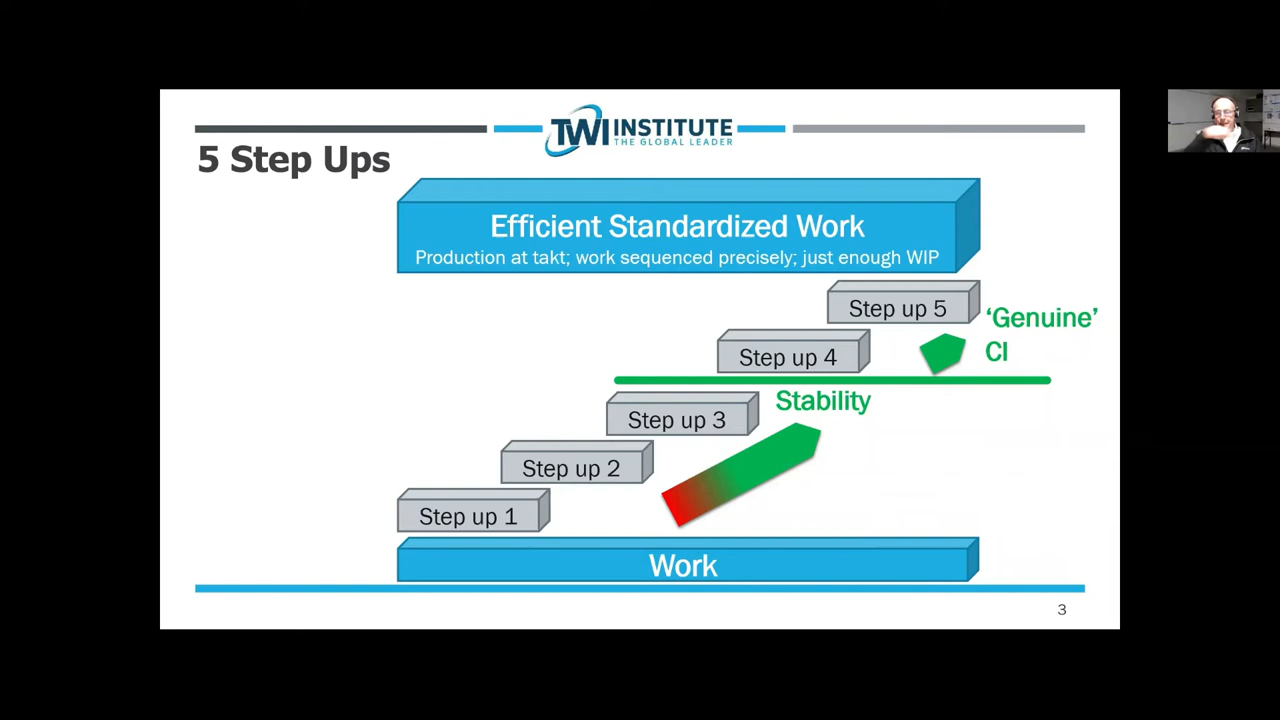 TWI INSTITUTE
THE GLOBAL LEADER
5 Step Ups
Efficient Standardized Work
Production at takt; work sequenced precisely; just enough WIP
Step up 5
‘Genuine’
CI
Step up 4
Stability
Step up 3
Step up 2
Step up 1
Work
3